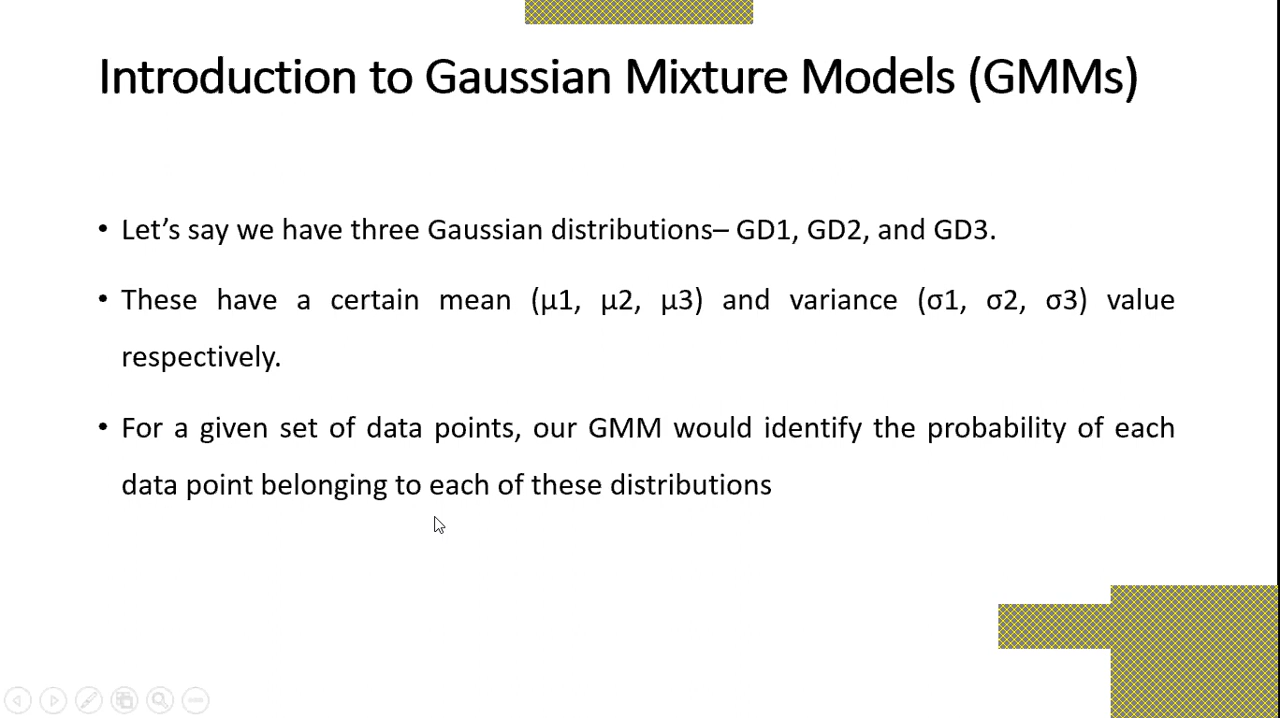 Introduction to Gaussian Mixture Models (GMMs)
• Let’s say we have three Gaussian distributions– GD1, GD2, and GD3.
• These have a certain mean (μ1, μ2, μ3) and variance (σ1, σ2, σ3) value
respectively.
• For a given set of data points, our GMM would identify the probability of each
data point belonging to each of these distributions